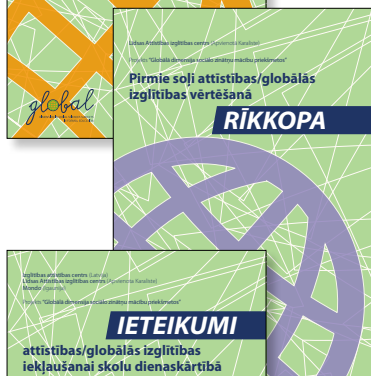 global
Līdsas Attīstības izglītības centrs (Apvienotā Karaliste)
Projekts "Globālā dimensija sociālo zinātņu mācību priekšmetos"
Pirmie soļi attīstības/globālās
izglītības vērtēšanā
RĪKKOPA
Izglītības attīstības centrs (Latvija)
Līdsas Attīstības izglītības centrs (Apvienotā Karaliste)
Mondo (Igaunija)
Projekts "Globālā dimensija sociālo zinātņu mācību priekšmetos"
IETEIKUMI
attīstības/globālās izglītības
iekļaušanai skolu dienaskārtībā